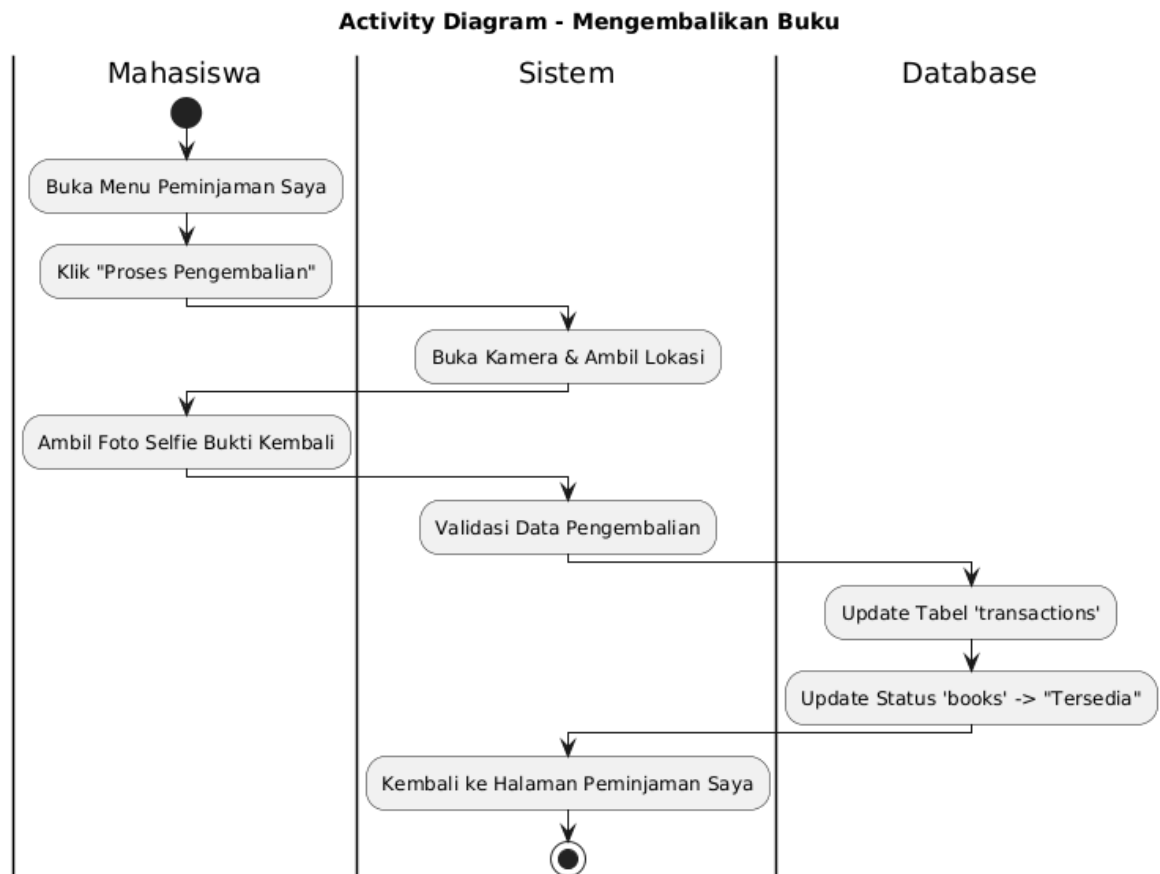 Activity Diagram - Mengembalikan Buku
Mahasiswa
Sistem
Database
Buka Menu Peminjaman Saya
Klik "Proses Pengembalian"
Buka Kamera & Ambil Lokasi
Ambil Foto Selfie Bukti Kembali
Validasi Data Pengembalian
Update Tabel 'transactions'
Update Status 'books' -> "Tersedia"
Kembali ke Halaman Peminjaman Saya